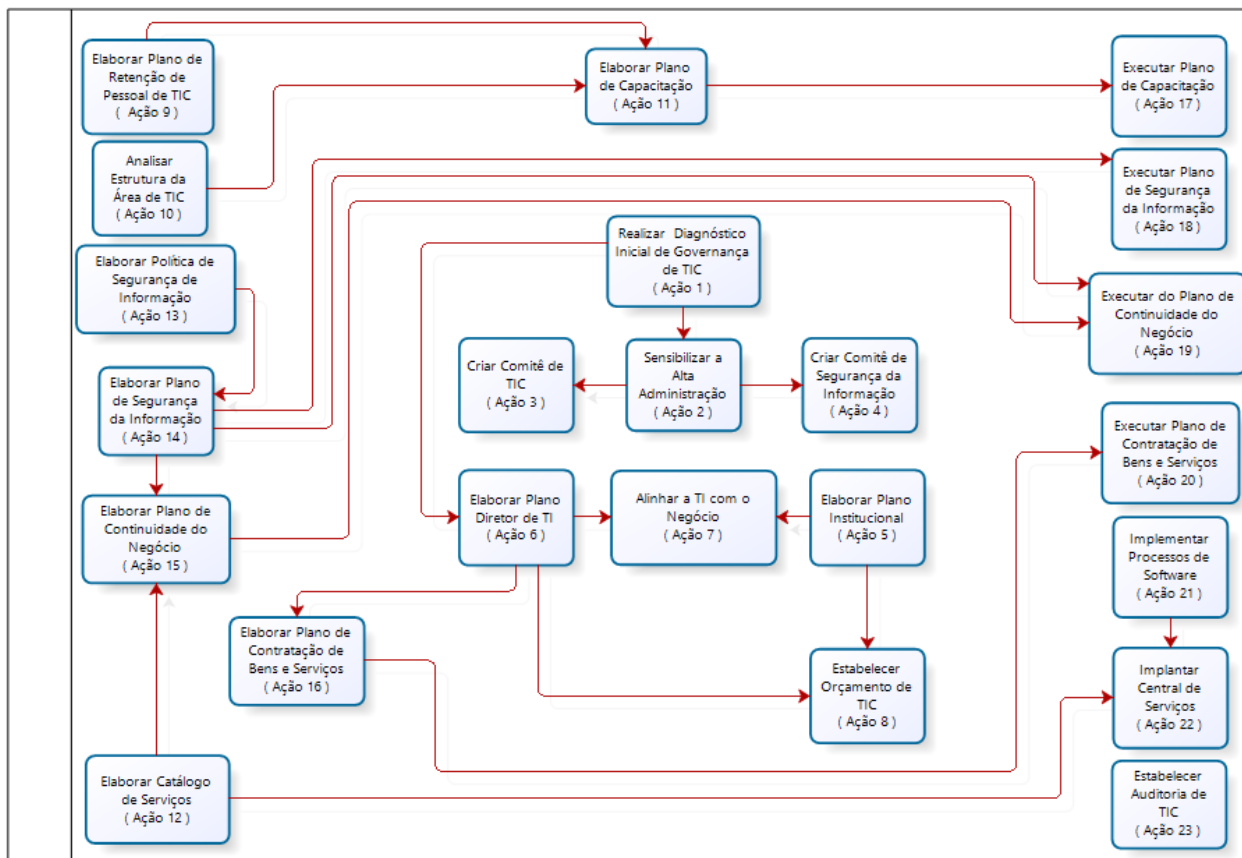 Elaborar Plano de
Retenção de
Pessoal de TIC
( Ação 9 )
Elaborar Plano
de Capacitação
( Ação 11 )
Executar Plano
de Capacitação
( Ação 17 )
Analisar
Estrutura da
Área de TIC
( Ação 10 )
Executar Plano
de Segurança
da Informação
( Ação 18 )
Realizar Diagnóstico
Inicial de Governança
de TIC
( Ação 1 )
Elaborar Política de
Segurança de
Informação
( Ação 13 )
Executar do Plano de
Continuidade do
Negócio
( Ação 19 )
Criar Comitê de
TIC
( Ação 3 )
Sensibilizar a
Alta
Administração
( Ação 2 )
Criar Comitê de
Segurança da
Informação
( Ação 4 )
Elaborar Plano
de Segurança
da Informação
( Ação 14 )
Executar Plano de
Contratação de
Bens e Serviços
( Ação 20 )
Elaborar Plano de
Continuidade do
Negócio
( Ação 15 )
Elaborar Plano
Diretor de TI
( Ação 6 )
Alinhar a TI com o
Negócio
( Ação 7 )
Elaborar Plano
Institucional
( Ação 5 )
Implementar
Processos de
Software
( Ação 21 )
Elaborar Plano de
Contratação de
Bens e Serviços
( Ação 16 )
Estabelecer
Orçamento de
TIC
( Ação 8 )
Implantar
Central de
Serviços
( Ação 22 )
Elaborar Catálogo
de Serviços
( Ação 12 )
Estabelecer
Auditoria de
TIC
( Ação 23 )